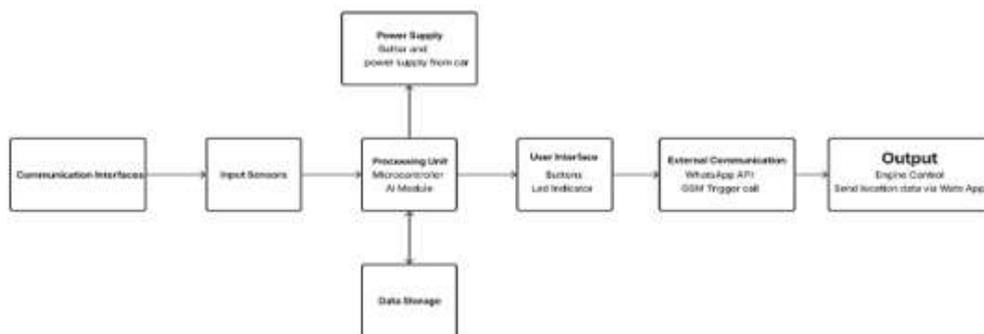 Power Supply
Batter and
power supply from car
Communication Interfaces
Input Sensors
Processing Unit
Microcontroller
AI Module
User Interface
Buttons
Led Indicator
External Communication
WhatsApp API
GSM Trigger call
Output
Engine Control
Send location data via Wats App
Data Storage